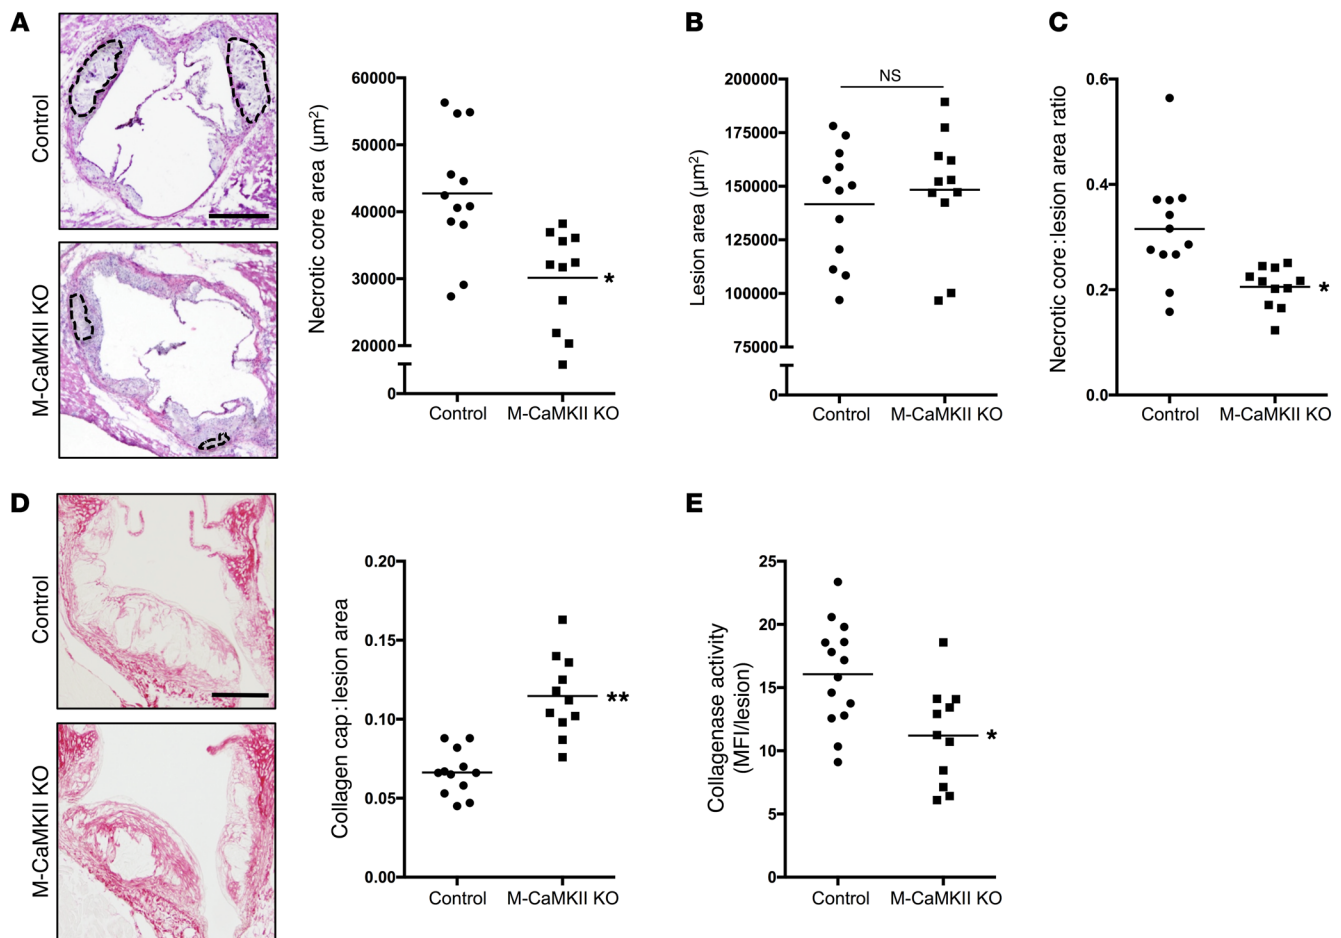 A
Control
M-CaMKII KO
Necrotic core area (μm²)
60000
50000
40000
30000
20000
0
*
Control
M-CaMKII KO
B
Lesion area (μm²)
200000
175000
150000
125000
100000
75000
0
NS
Control
M-CaMKII KO
C
Necrotic core:lesion area ratio
0.6
0.4
0.2
0.0
*
Control
M-CaMKII KO
D
Control
M-CaMKII KO
Collagen cap:lesion area
0.20
0.15
0.10
0.05
0.00
**
Control
M-CaMKII KO
E
Collagenase activity
(MFI/lesion)
25
20
15
10
5
0
*
Control
M-CaMKII KO